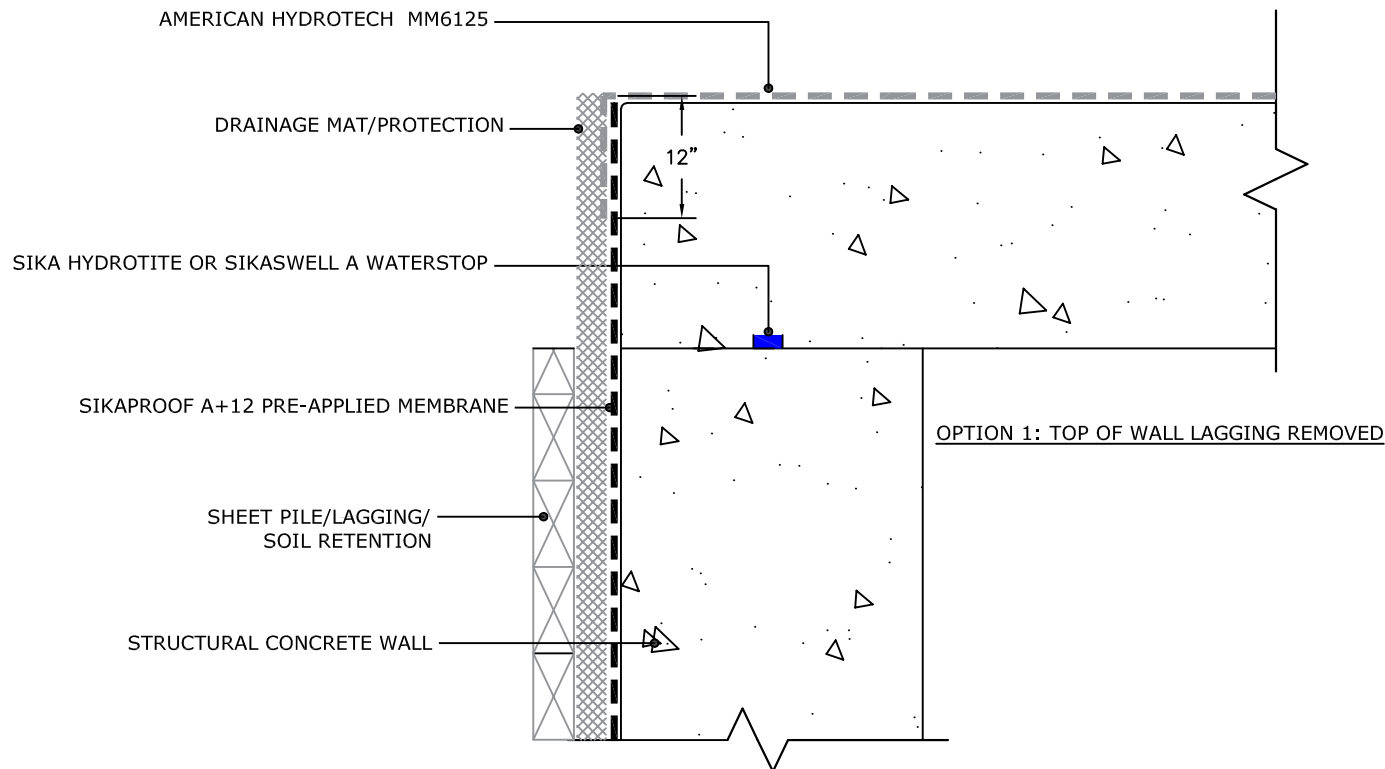 AMERICAN HYDROTECH MM6125
DRAINAGE MAT/PROTECTION
12”
SIKA HYDROTITE OR SIKASWELL A WATERSTOP
SIKAPROOF A+12 PRE-APPLIED MEMBRANE
OPTION 1: TOP OF WALL LAGGING REMOVED
SHEET PILE/LAGGING/
SOIL RETENTION
STRUCTURAL CONCRETE WALL